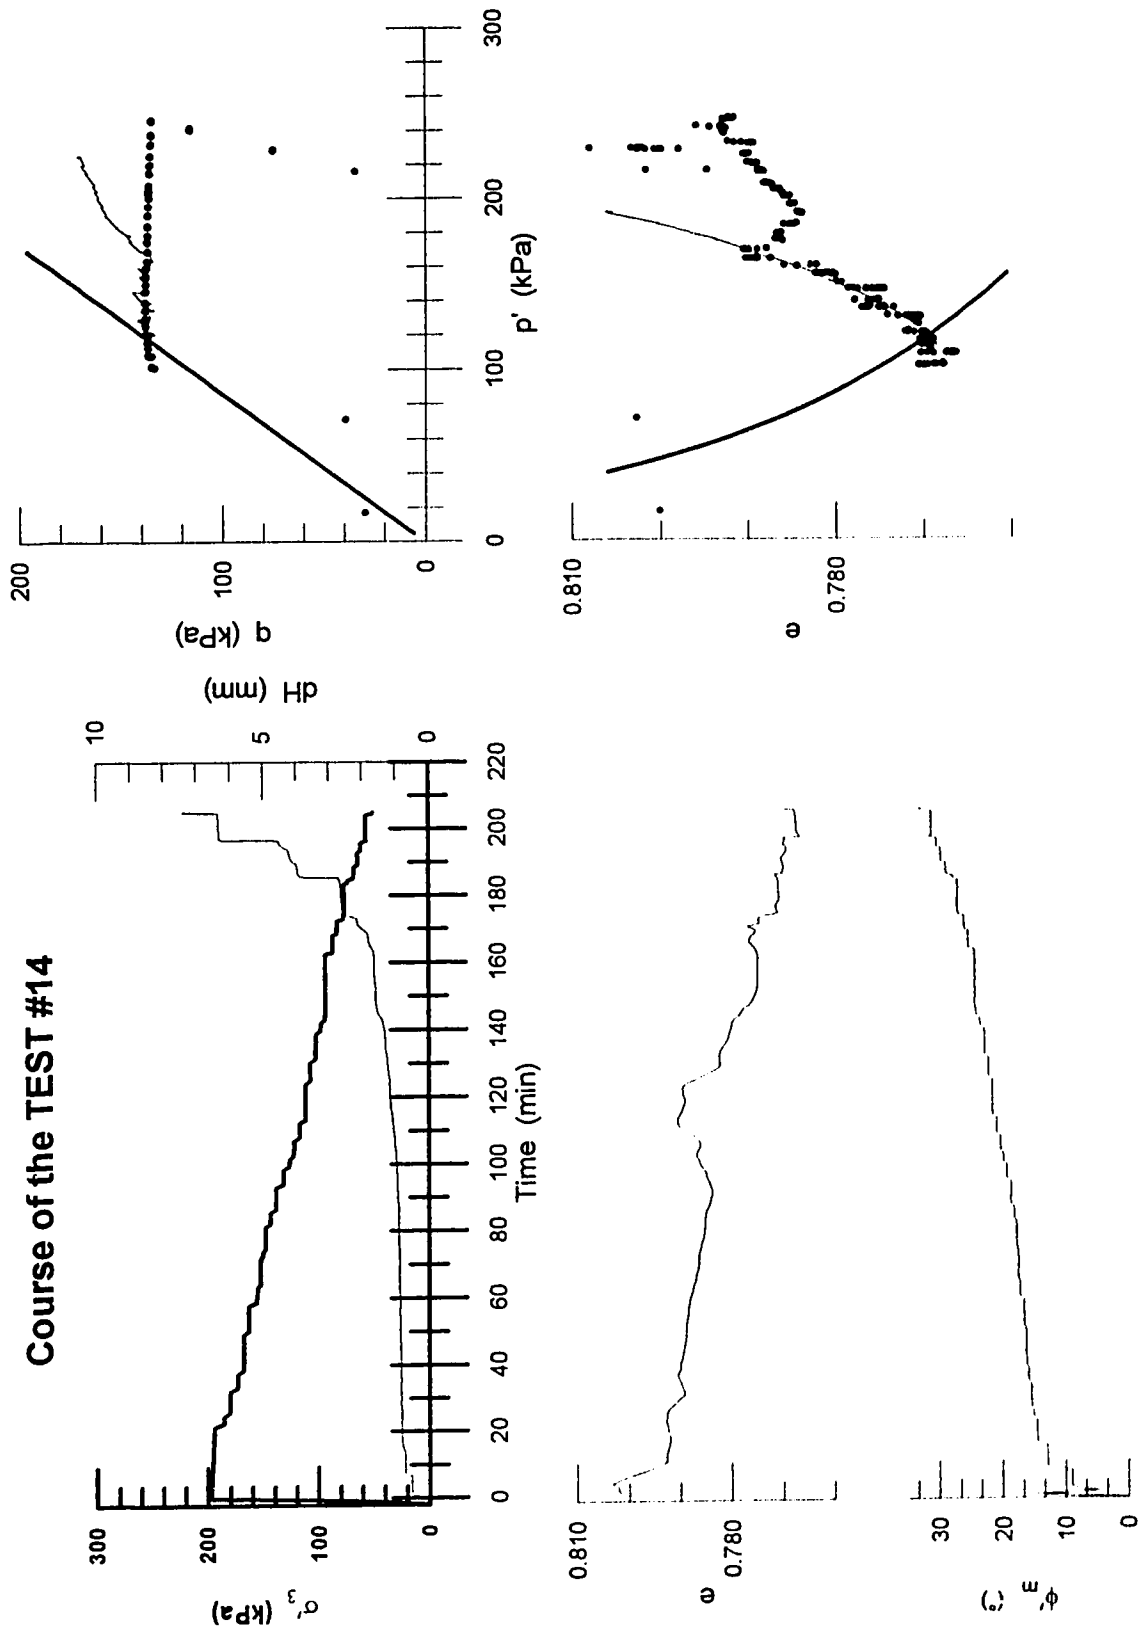 Course of the TEST #14
300
200
100
0
σ'₃ (kPa)
10
5
0
dH (mm)
0 20 40 60 80 100 120 140 160 180 200 220
Time (min)
0.810
0.780
e
30
20
10
0
ϕ'm (°)
200
100
0
q (kPa)
0 100 200 300
p' (kPa)
0.810
0.780
e